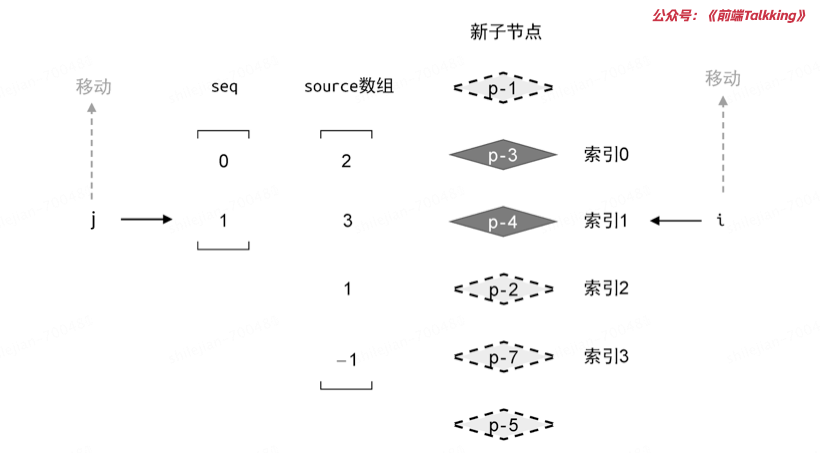 公众号：《前端Talkking》
新子节点
移动 seq source数组 p-1 移动
0 2 p-3 索引0
j 1 3 p-4 索引1 i
1 p-2 索引2
−1 p-7 索引3
p-5